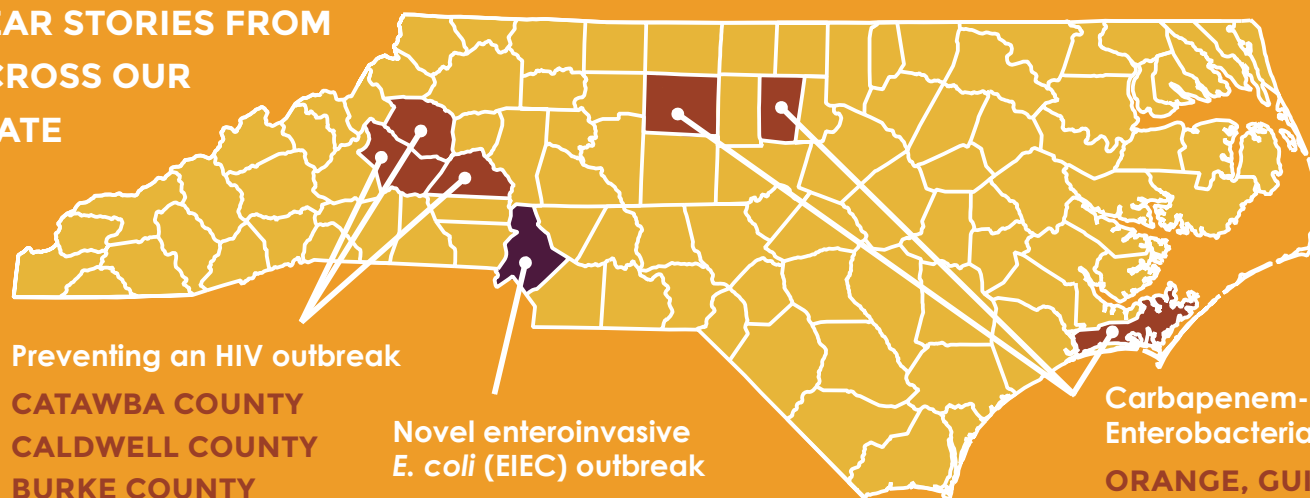 EAR STORIES FROM
CROSS OUR
ATE
Preventing an HIV outbreak
CATAWBA COUNTY
CALDWELL COUNTY
BURKE COUNTY
Novel enteroinvasive
E. coli (EIEC) outbreak
Carbapenem-
Enterobacteria
ORANGE, GUI